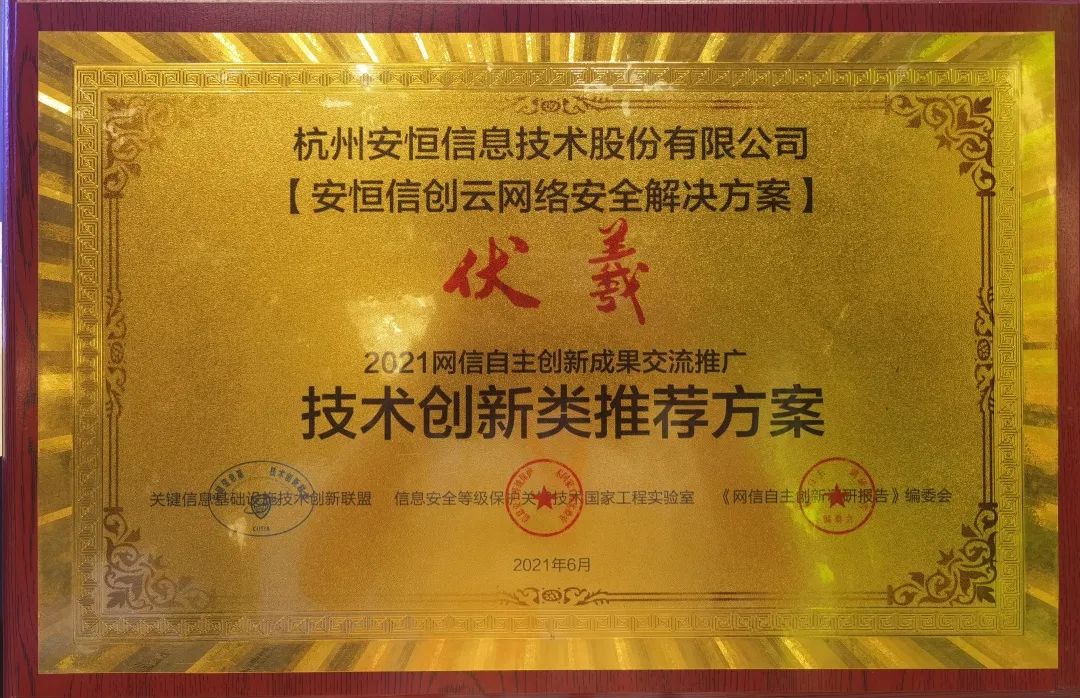 杭州安恒信息技术股份有限公司
【安恒信创云网络安全解决方案】
伏羲
2021网信自主创新成果交流推广
技术创新类推荐方案
关键信息基础设施技术创新联盟 信息安全等级保护关键技术国家工程实验室 《网信自主创新调研报告》编委会
2021年6月